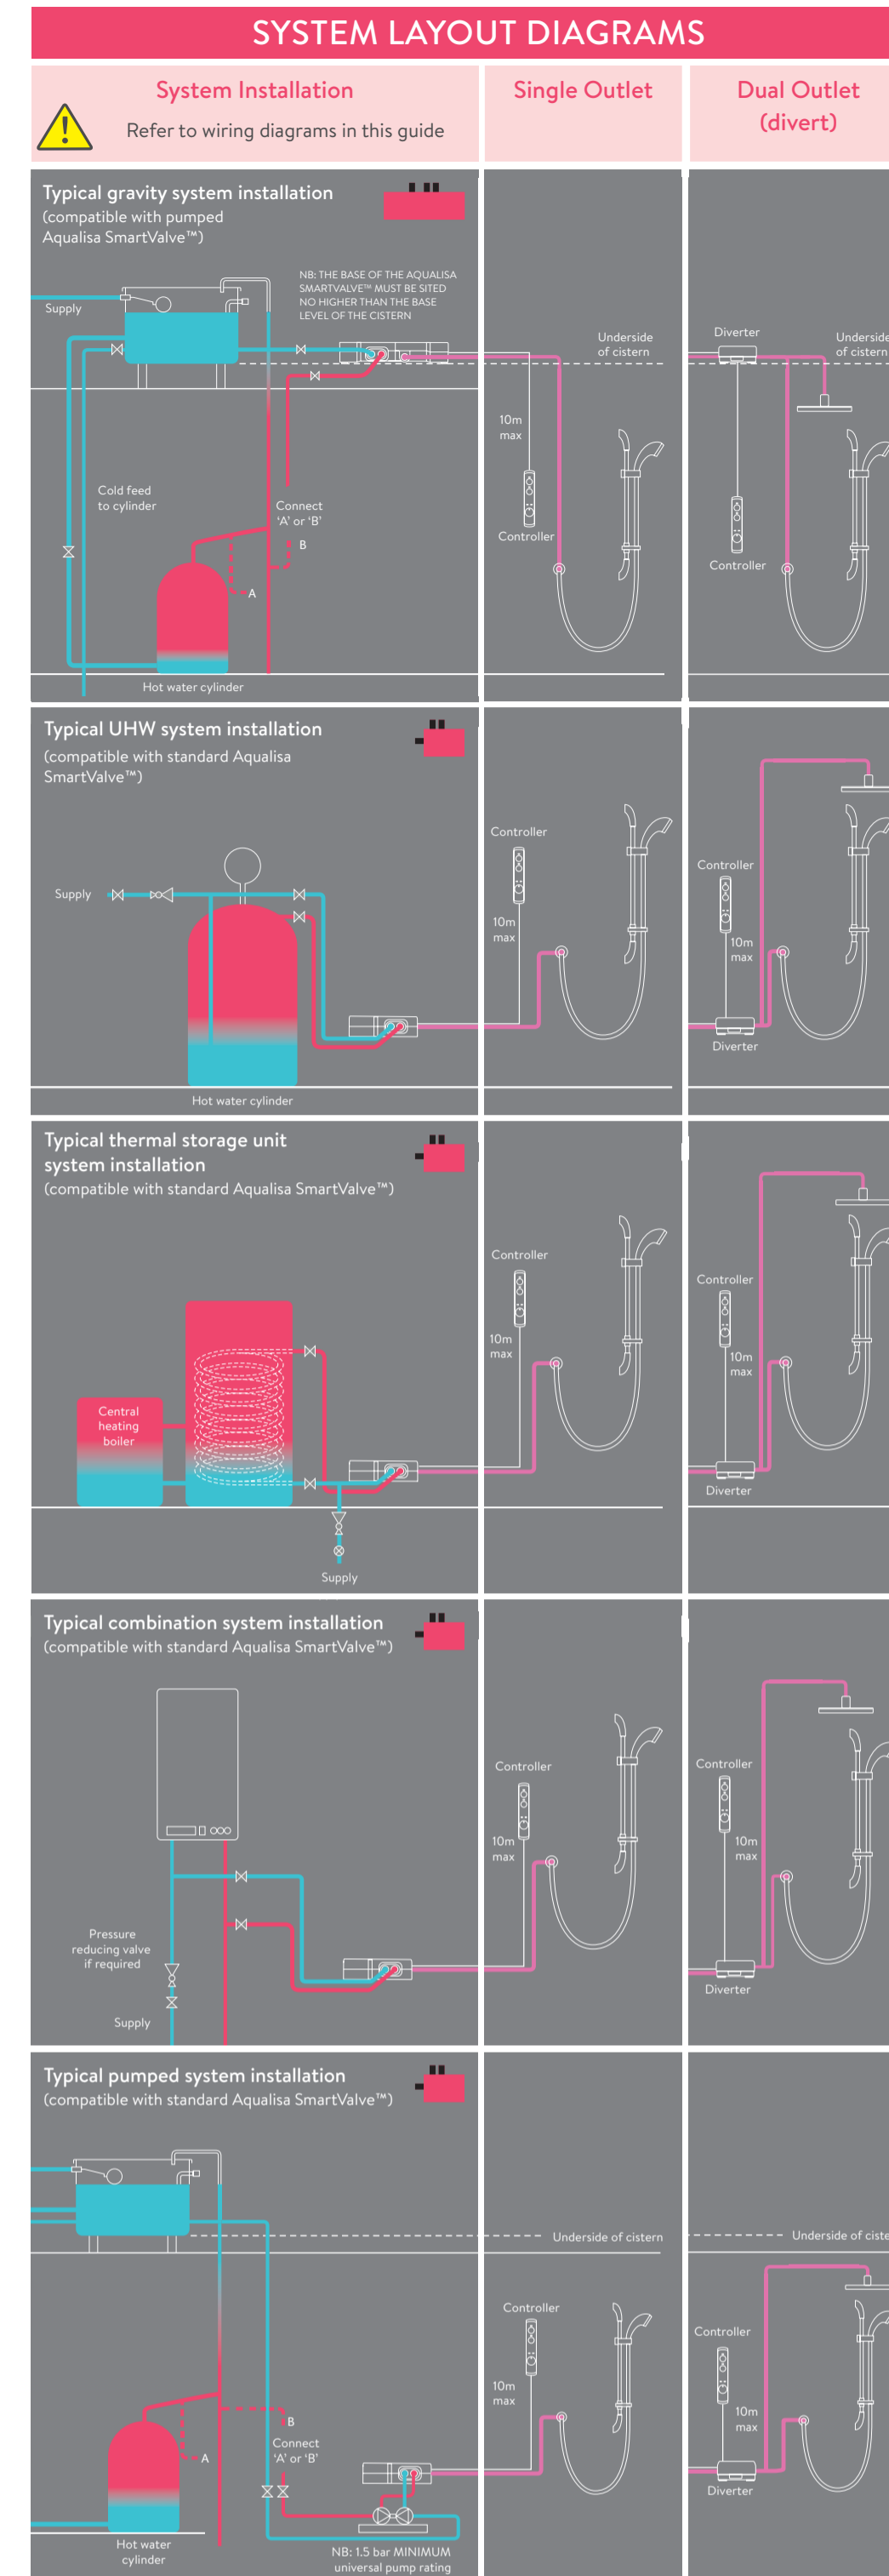 SYSTEM LAYOUT DIAGRAMS
System Installation
Refer to wiring diagrams in this guide
Single Outlet
Dual Outlet
(divert)
Typical gravity system installation
(compatible with pumped
Aqualisa SmartValve™)
NB: THE BASE OF THE AQUALISA
SMARTVALVE™ MUST BE SITED
NO HIGHER THAN THE BASE
LEVEL OF THE CISTERN
Supply
Cold feed
to cylinder
Connect
‘A’ or ‘B’
B
A
Hot water cylinder
Underside
of cistern
10m
max
Controller
Diverter
Underside
of cistern
Controller
Typical UHW system installation
(compatible with standard Aqualisa
SmartValve™)
Supply
Hot water cylinder
Controller
10m
max
Controller
10m
max
Diverter
Typical thermal storage unit
system installation
(compatible with standard Aqualisa SmartValve™)
Central
heating
boiler
Supply
Controller
10m
max
Controller
10m
max
Diverter
Typical combination system installation
(compatible with standard Aqualisa SmartValve™)
Pressure
reducing valve
if required
Supply
Controller
10m
max
Controller
10m
max
Diverter
Typical pumped system installation
(compatible with standard Aqualisa SmartValve™)
B
Connect
‘A’ or ‘B’
A
Hot water
cylinder
NB: 1.5 bar MINIMUM
universal pump rating
Underside of cistern
Controller
10m
max
Underside of ciste
Controller
10m
max
Diverter